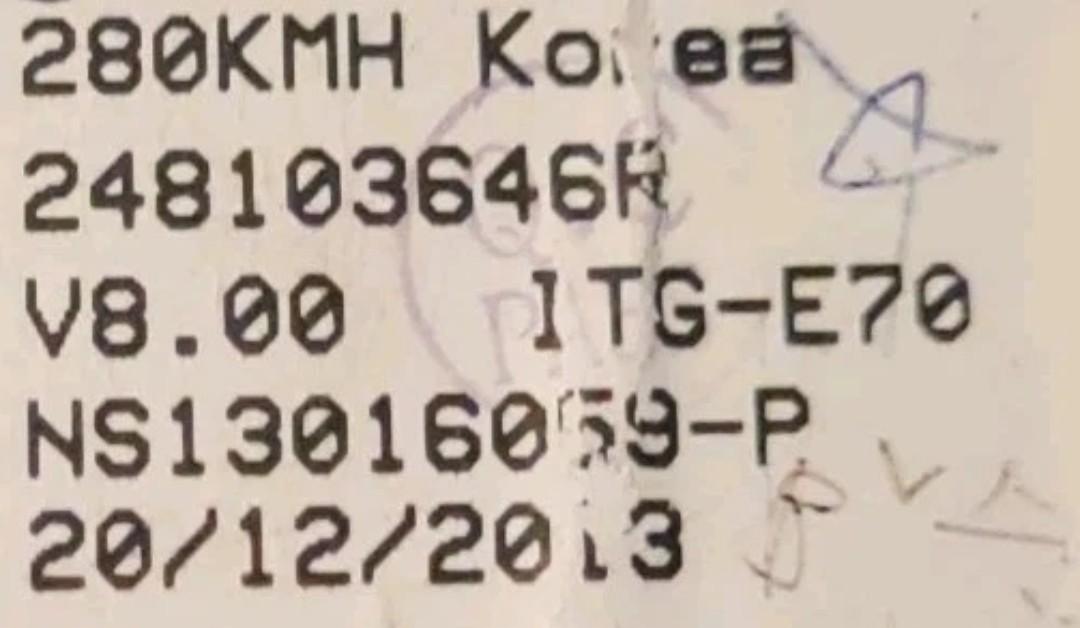 280KMH Korea
248103646R
V8.00 ITG-E70
NS13016059-P
20/12/2013